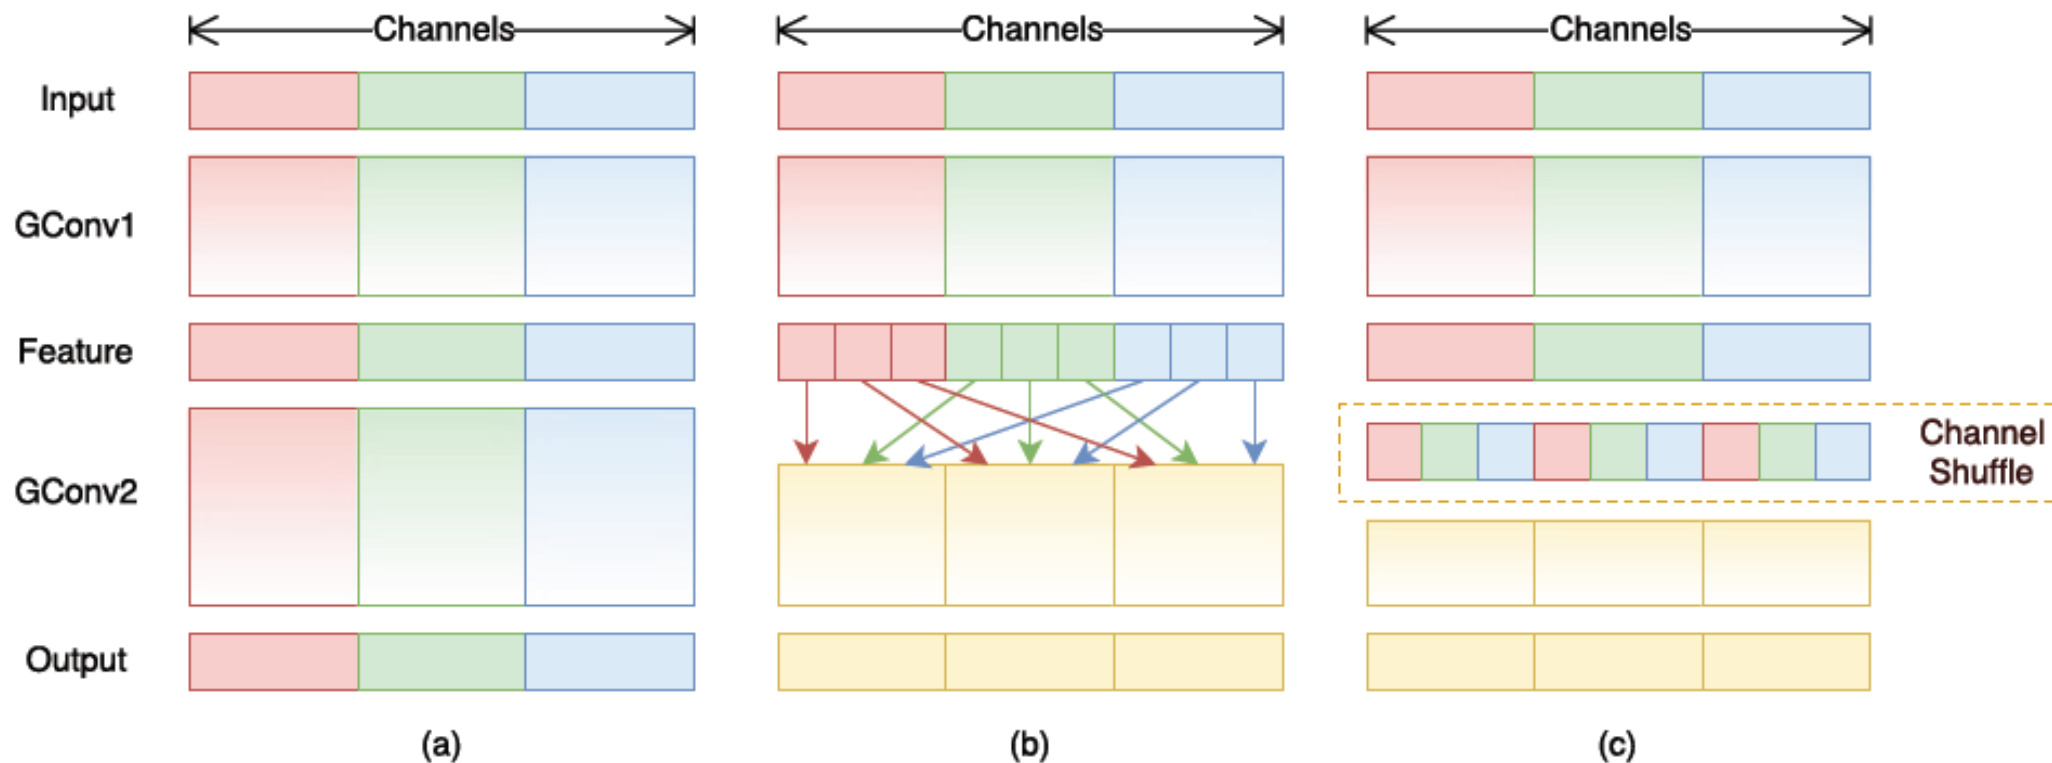 Channels
Channels
Channels
Input
GConv1
Feature
GConv2
Channel
Shuffle
Output
(a)
(b)
(c)